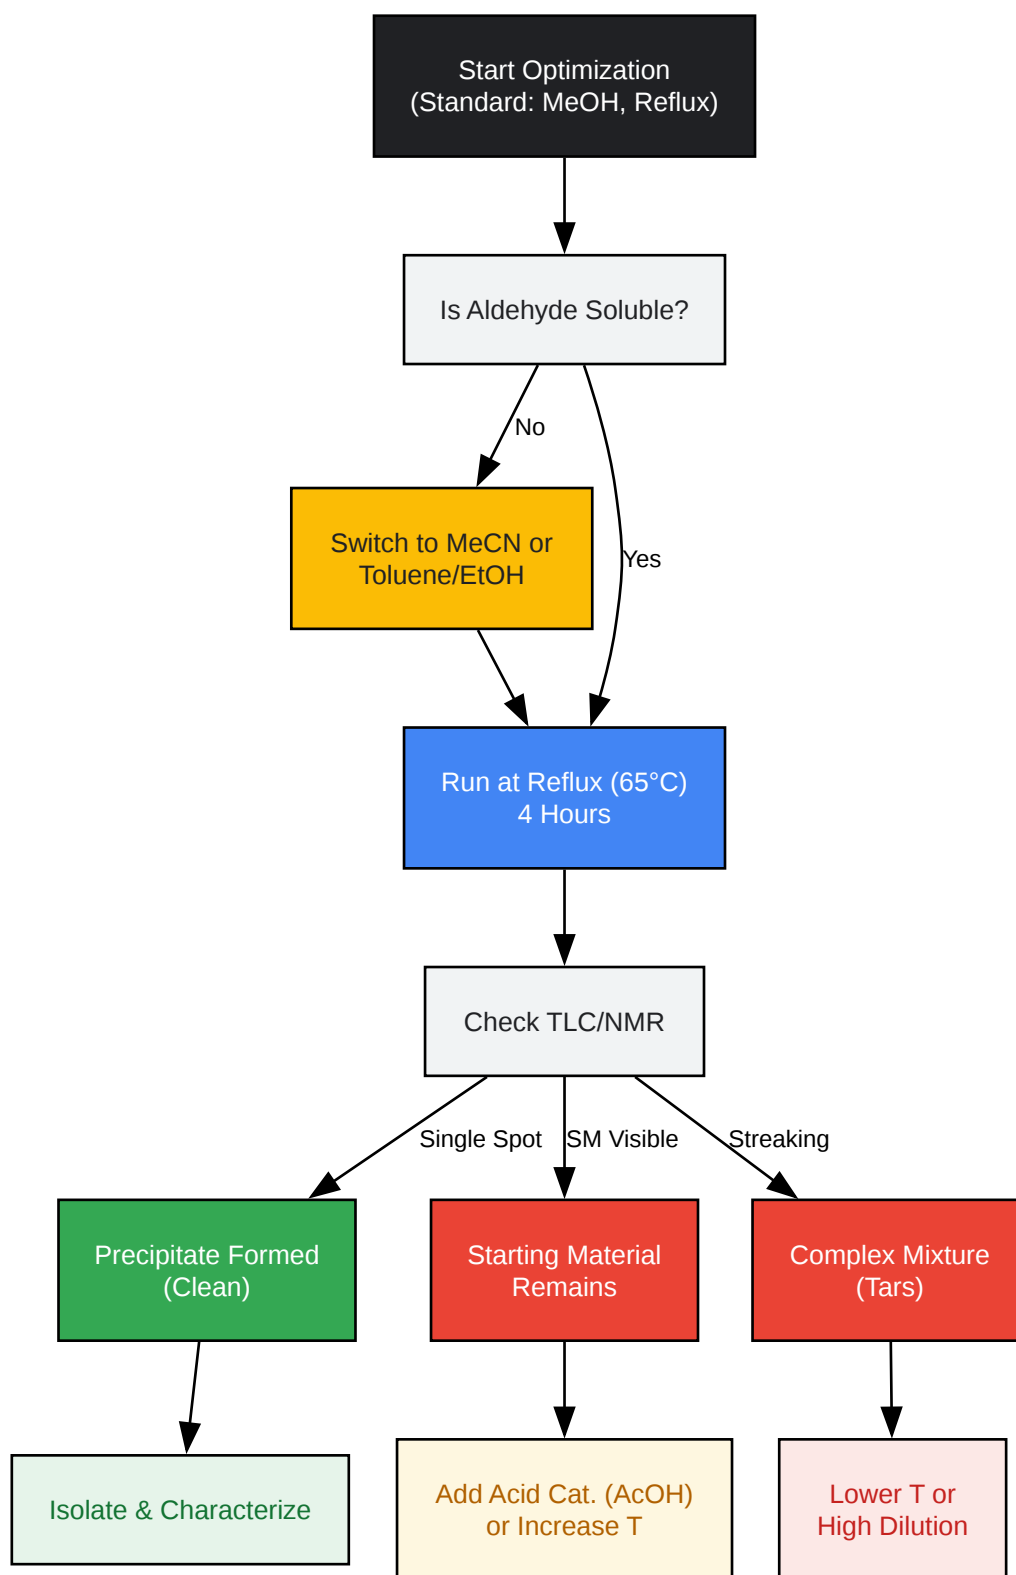 Start Optimization
(Standard: MeOH, Reflux)
Is Aldehyde Soluble?
No
Switch to MeCN or
Toluene/EtOH
Yes
Run at Reflux (65°C)
4 Hours
Check TLC/NMR
Single Spot
SM Visible
Streaking
Precipitate Formed
(Clean)
Starting Material
Remains
Complex Mixture
(Tars)
Isolate & Characterize
Add Acid Cat. (AcOH)
or Increase T
Lower T or
High Dilution